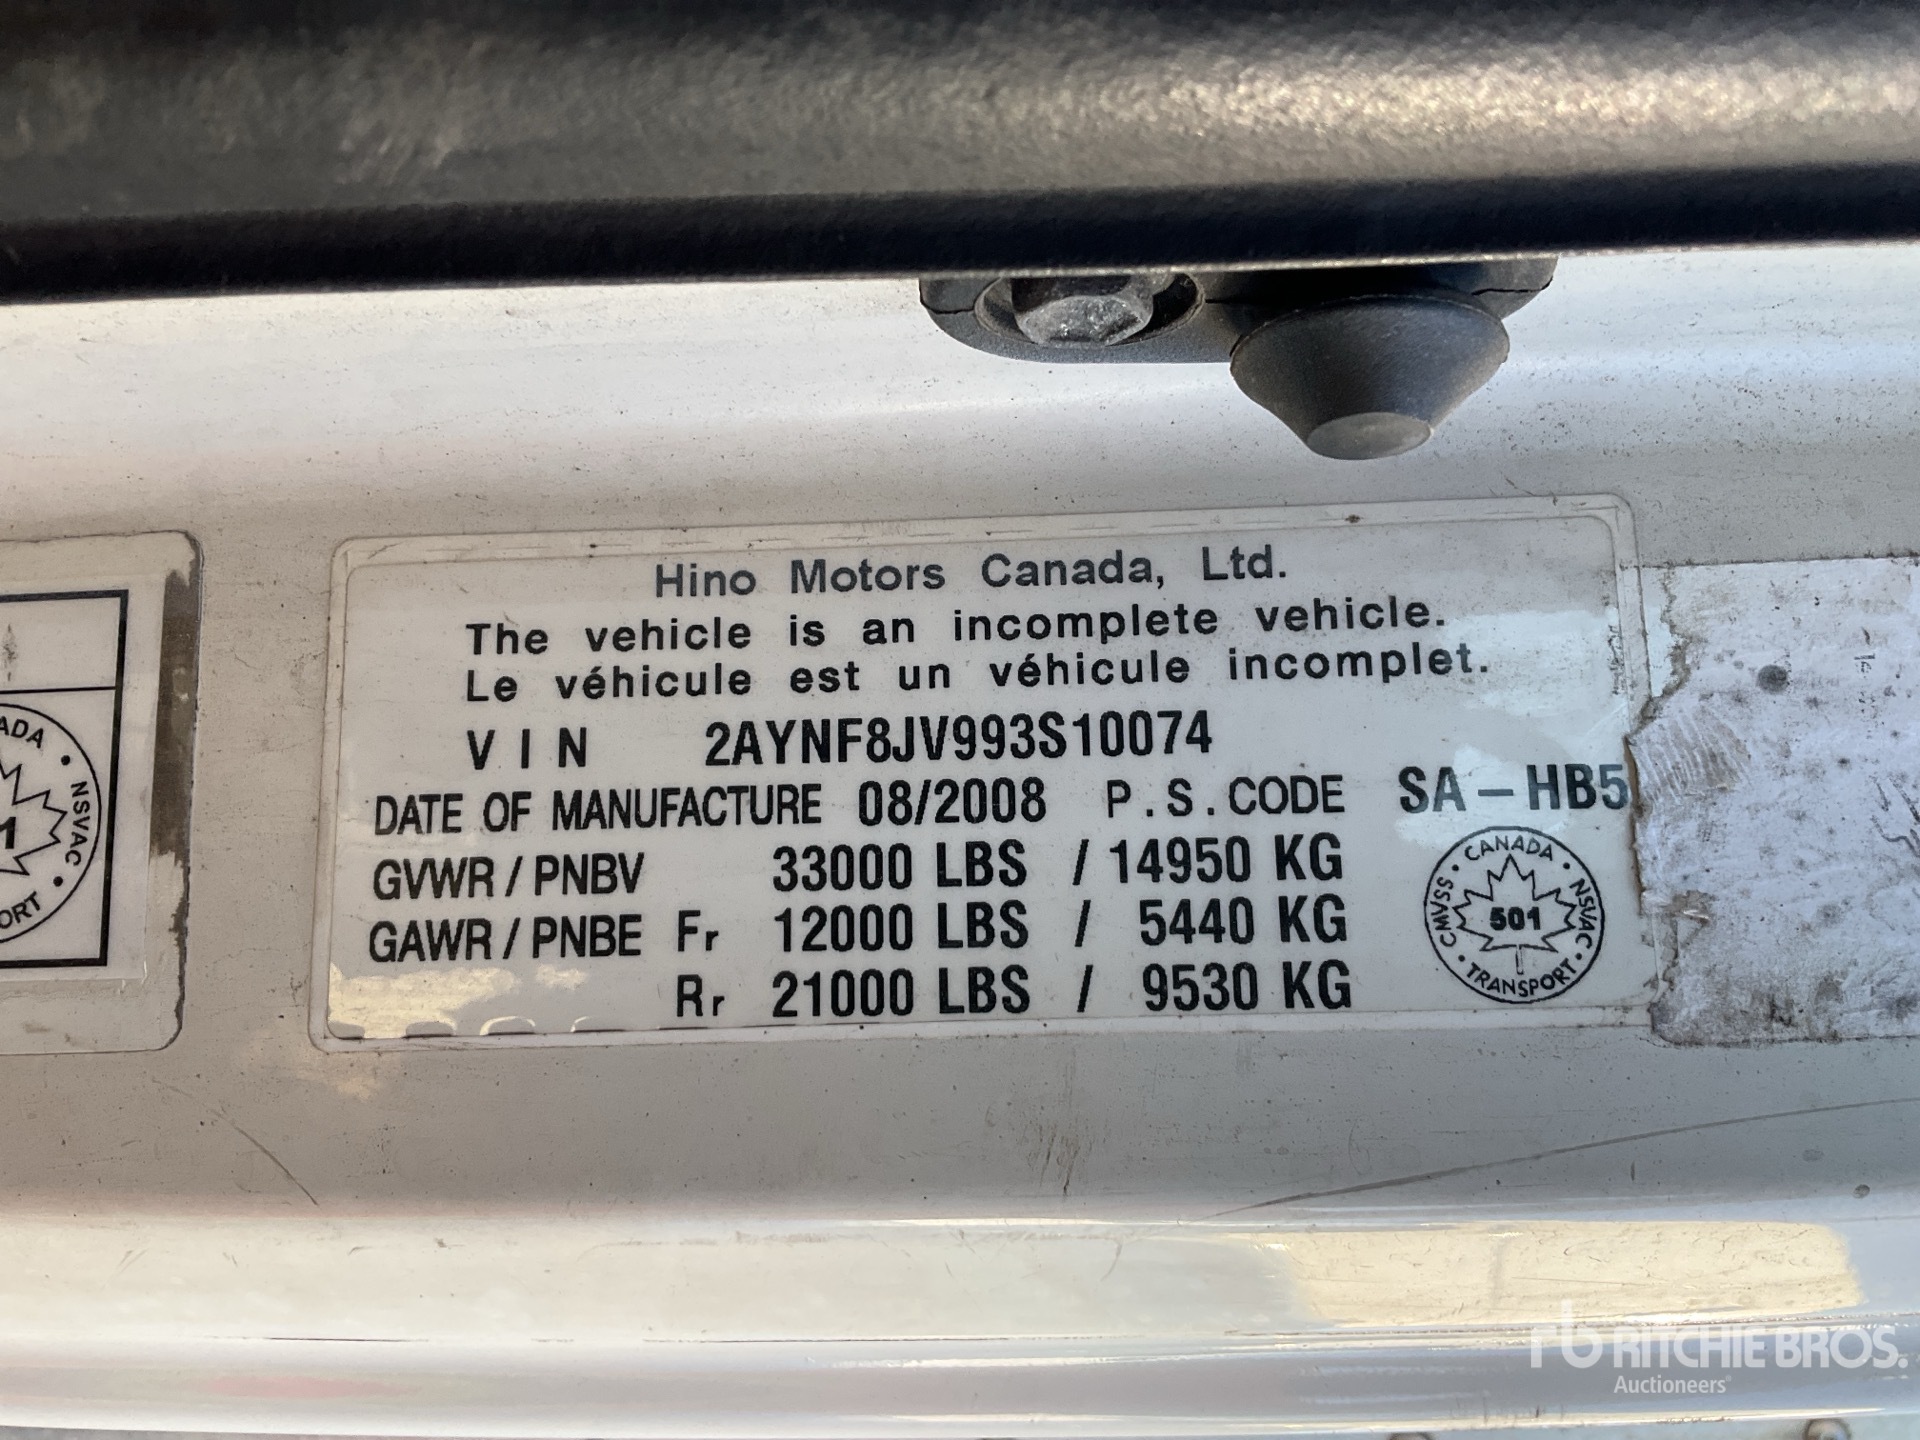 Hino Motors Canada, Ltd.
The vehicle is an incomplete vehicle.
Le véhicule est un véhicule incomplet.
VIN 2AYNF8JV993S10074
DATE OF MANUFACTURE 08/2008 P.S.CODE SA-HB5
GVWR/PNBV 33000 LBS / 14950 KG
GAWR/PNBE Fr 12000 LBS / 5440 KG
Rr 21000 LBS / 9530 KG
CANADA · NSVAC · TRANSPORT · CMVSS ·
501
NSVAC
rb RITCHIE BROS.
Auctioneers